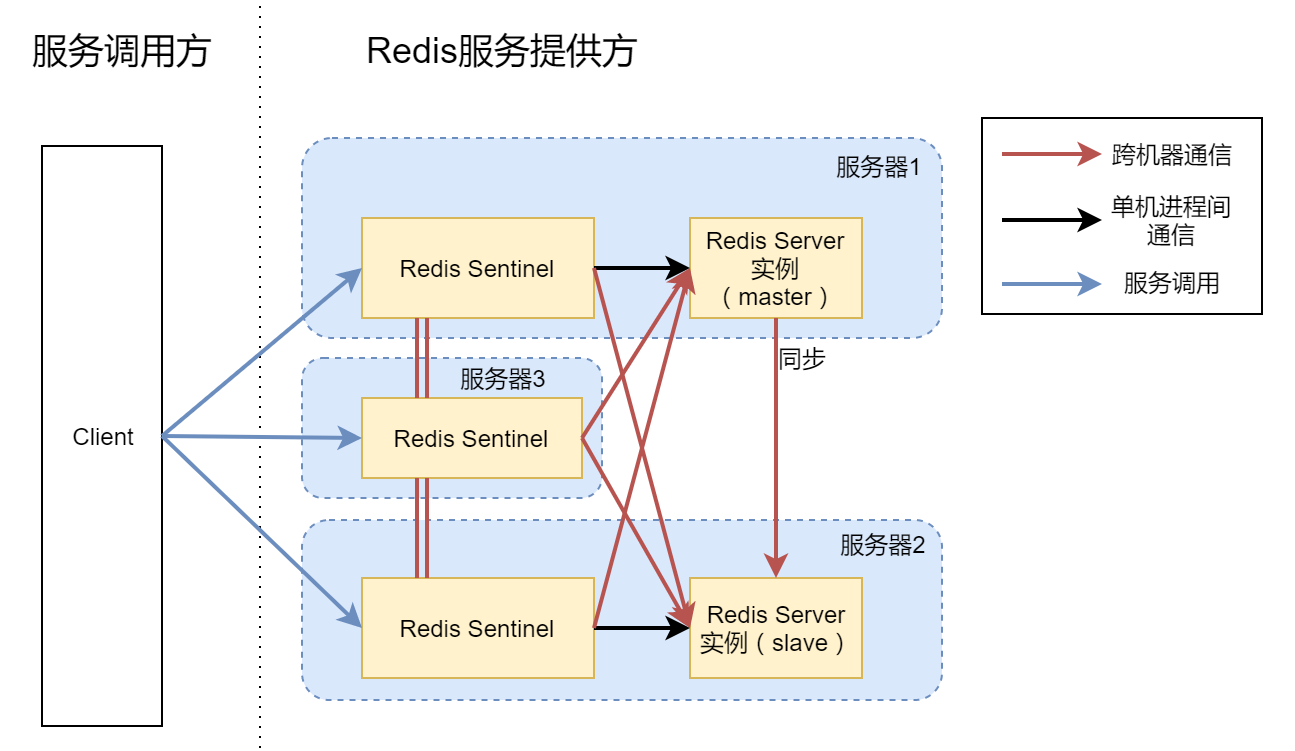 服务调用方
Redis服务提供方
服务器1
Redis Sentinel
Redis Server
实例
（master）
跨机器通信
单机进程间
通信
服务调用
同步
服务器3
Client
Redis Sentinel
服务器2
Redis Sentinel
Redis Server
实例（slave）